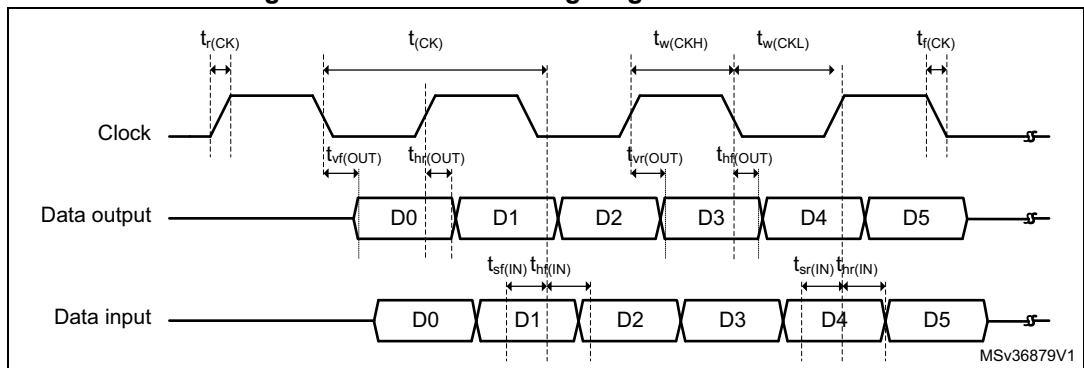 t(CK)
tr(CK) tw(CKH) tw(CKL) tf(CK)
Clock
tvf(OUT) thr(OUT) tvr(OUT) thf(OUT)
Data output D0 D1 D2 D3 D4 D5
tsf(IN) thf(IN) tsr(IN) thr(IN)
Data input D0 D1 D2 D3 D4 D5
MSv36879V1